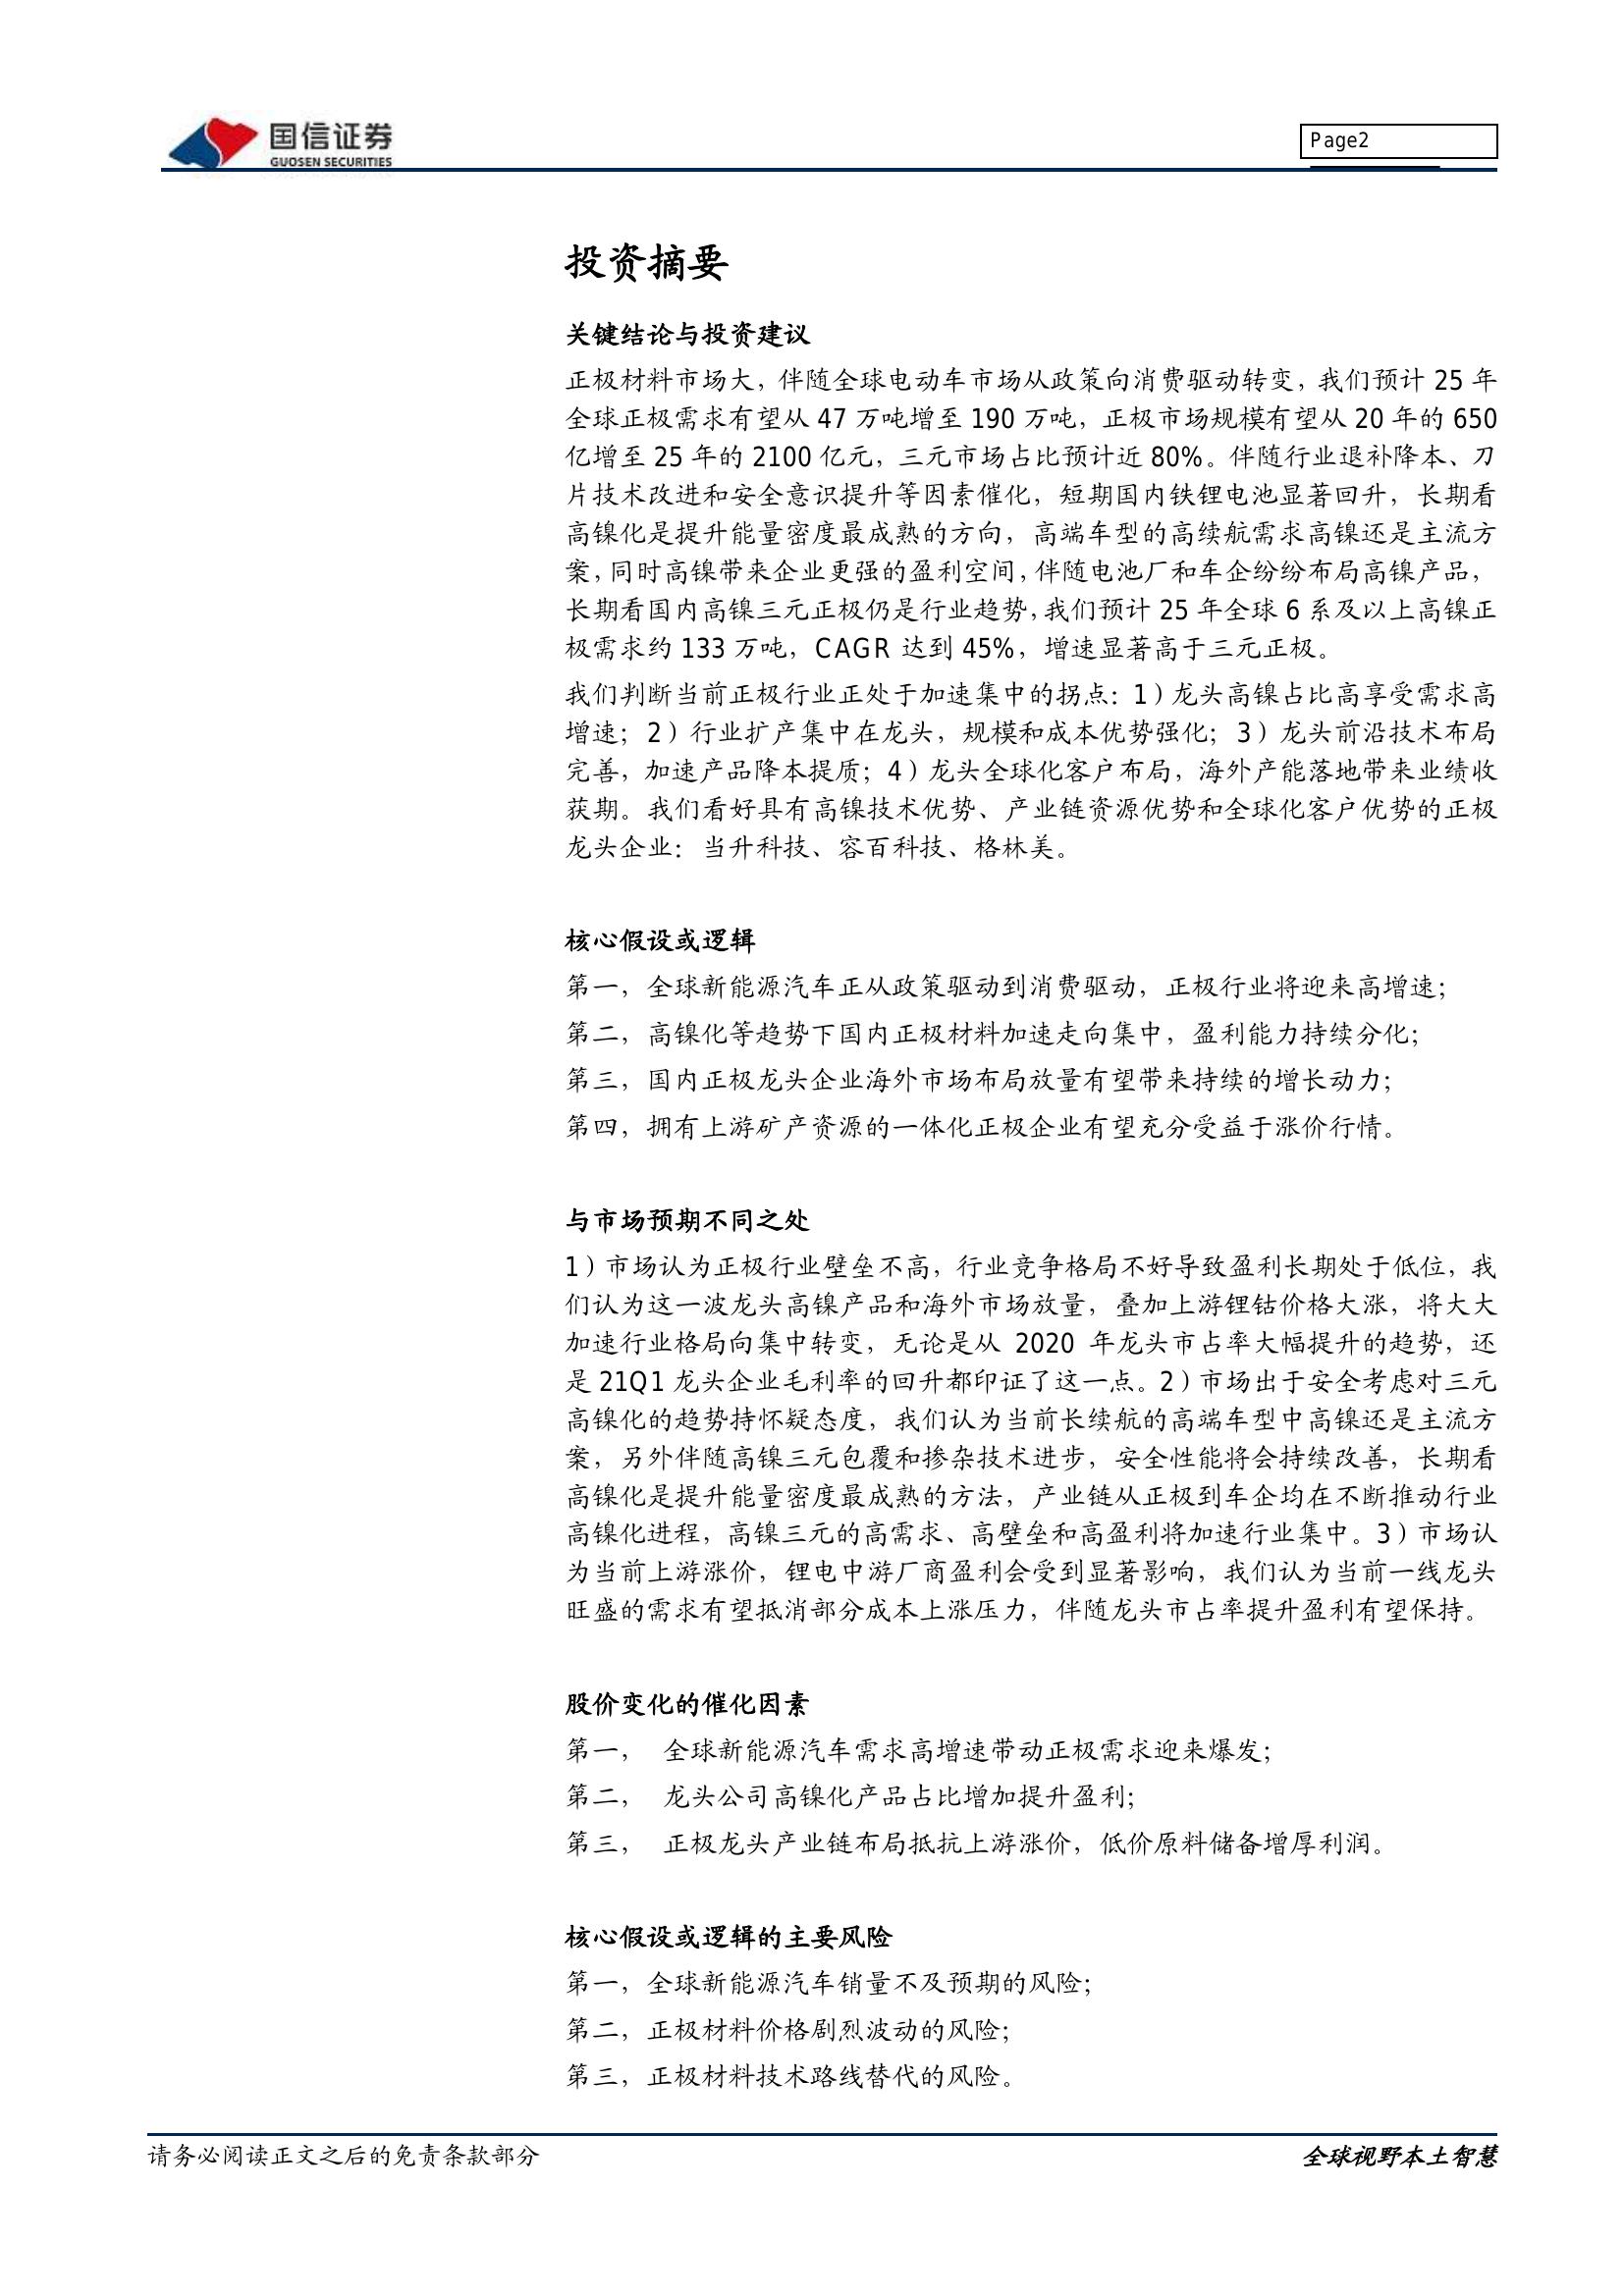 国信证券
GUOSEN SECURITIES
Page2
投资摘要
关键结论与投资建议
正极材料市场大，伴随全球电动车市场从政策向消费驱动转变，我们预计 25 年
全球正极需求有望从 47 万吨增至 190 万吨，正极市场规模有望从 20 年的 650
亿增至 25 年的 2100 亿元，三元市场占比预计近 80%。伴随行业退补降本、刀
片技术改进和安全意识提升等因素催化，短期国内铁锂电池显著回升，长期看
高镍化是提升能量密度最成熟的方向，高端车型的高续航需求高镍还是主流方
案，同时高镍带来企业更强的盈利空间，伴随电池厂和车企纷纷布局高镍产品，
长期看国内高镍三元正极仍是行业趋势，我们预计 25 年全球 6 系及以上高镍正
极需求约 133 万吨，CAGR 达到 45%，增速显著高于三元正极。
我们判断当前正极行业正处于加速集中的拐点：1）龙头高镍占比高享受需求高
增速；2）行业扩产集中在龙头，规模和成本优势强化；3）龙头前沿技术布局
完善，加速产品降本提质；4）龙头全球化客户布局，海外产能落地带来业绩收
获期。我们看好具有高镍技术优势、产业链资源优势和全球化客户优势的正极
龙头企业：当升科技、容百科技、格林美。
核心假设或逻辑
第一，全球新能源汽车正从政策驱动到消费驱动，正极行业将迎来高增速；
第二，高镍化等趋势下国内正极材料加速走向集中，盈利能力持续分化；
第三，国内正极龙头企业海外市场布局放量有望带来持续的增长动力；
第四，拥有上游矿产资源的一体化正极企业有望充分受益于涨价行情。
与市场预期不同之处
1）市场认为正极行业壁垒不高，行业竞争格局不好导致盈利长期处于低位，我
们认为这一波龙头高镍产品和海外市场放量，叠加上游锂钴价格大涨，将大大
加速行业格局向集中转变，无论是从 2020 年龙头市占率大幅提升的趋势，还
是 21Q1 龙头企业毛利率的回升都印证了这一点。2）市场出于安全考虑对三元
高镍化的趋势持怀疑态度，我们认为当前长续航的高端车型中高镍还是主流方
案，另外伴随高镍三元包覆和掺杂技术进步，安全性能将会持续改善，长期看
高镍化是提升能量密度最成熟的方法，产业链从正极到车企均在不断推动行业
高镍化进程，高镍三元的高需求、高壁垒和高盈利将加速行业集中。3）市场认
为当前上游涨价，锂电中游厂商盈利会受到显著影响，我们认为当前一线龙头
旺盛的需求有望抵消部分成本上涨压力，伴随龙头市占率提升盈利有望保持。
股价变化的催化因素
第一， 全球新能源汽车需求高增速带动正极需求迎来爆发；
第二， 龙头公司高镍化产品占比增加提升盈利；
第三， 正极龙头产业链布局抵抗上游涨价，低价原料储备增厚利润。
核心假设或逻辑的主要风险
第一，全球新能源汽车销量不及预期的风险；
第二，正极材料价格剧烈波动的风险；
第三，正极材料技术路线替代的风险。
请务必阅读正文之后的免责条款部分
全球视野本土智慧